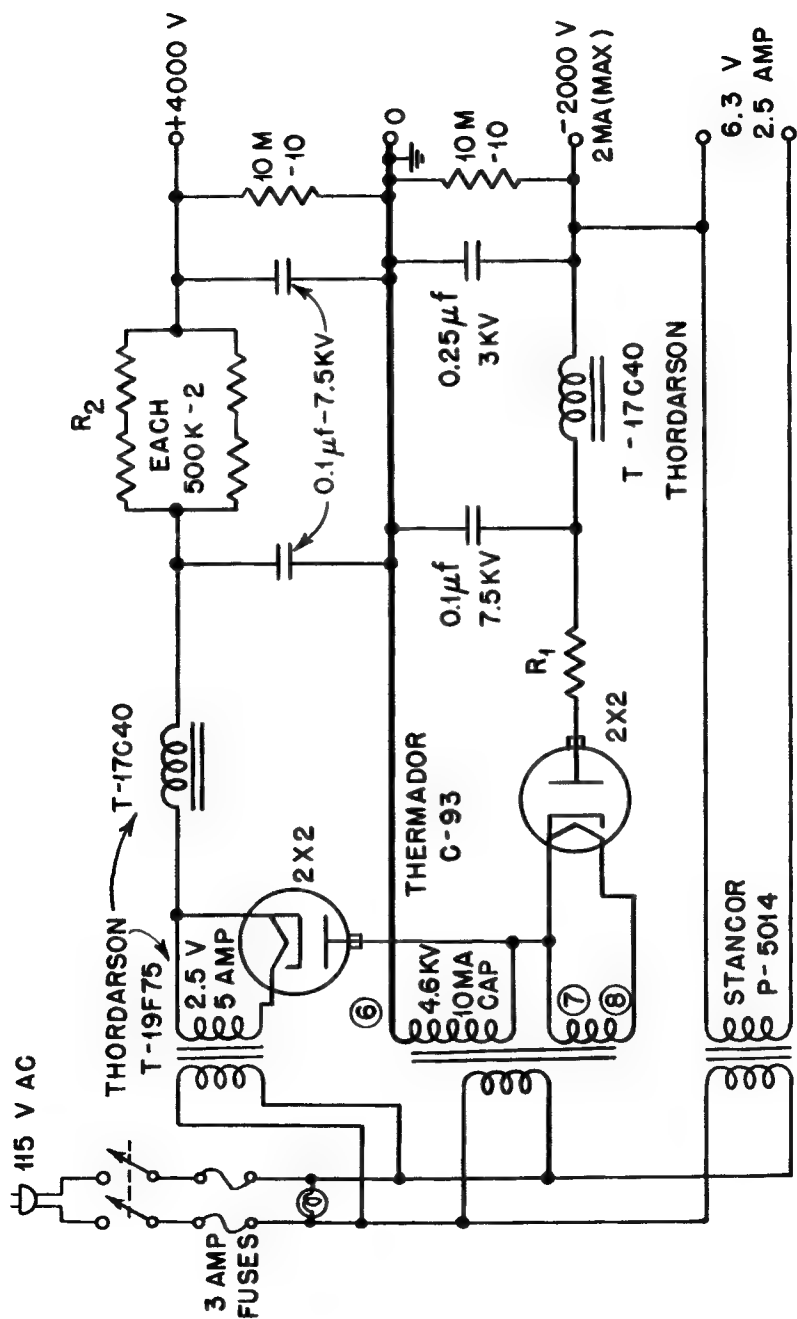 115 V AC
3 AMP
FUSES
THORDARSON
T-19F75
T-17C40
2.5 V
5 AMP
2X2
R2
EACH
500K-2
+4000 V
0.1µf-7.5KV
10 M
-10
0
⑥
4.6KV
10MA
CAP
THERMADOR
C-93
⑦
⑧
2X2
R1
0.1µf
7.5KV
0.25µf
3KV
10 M
-10
T-17C40
THORDARSON
-2000 V
2MA(MAX)
STANCOR
P-5014
6.3 V
2.5 AMP